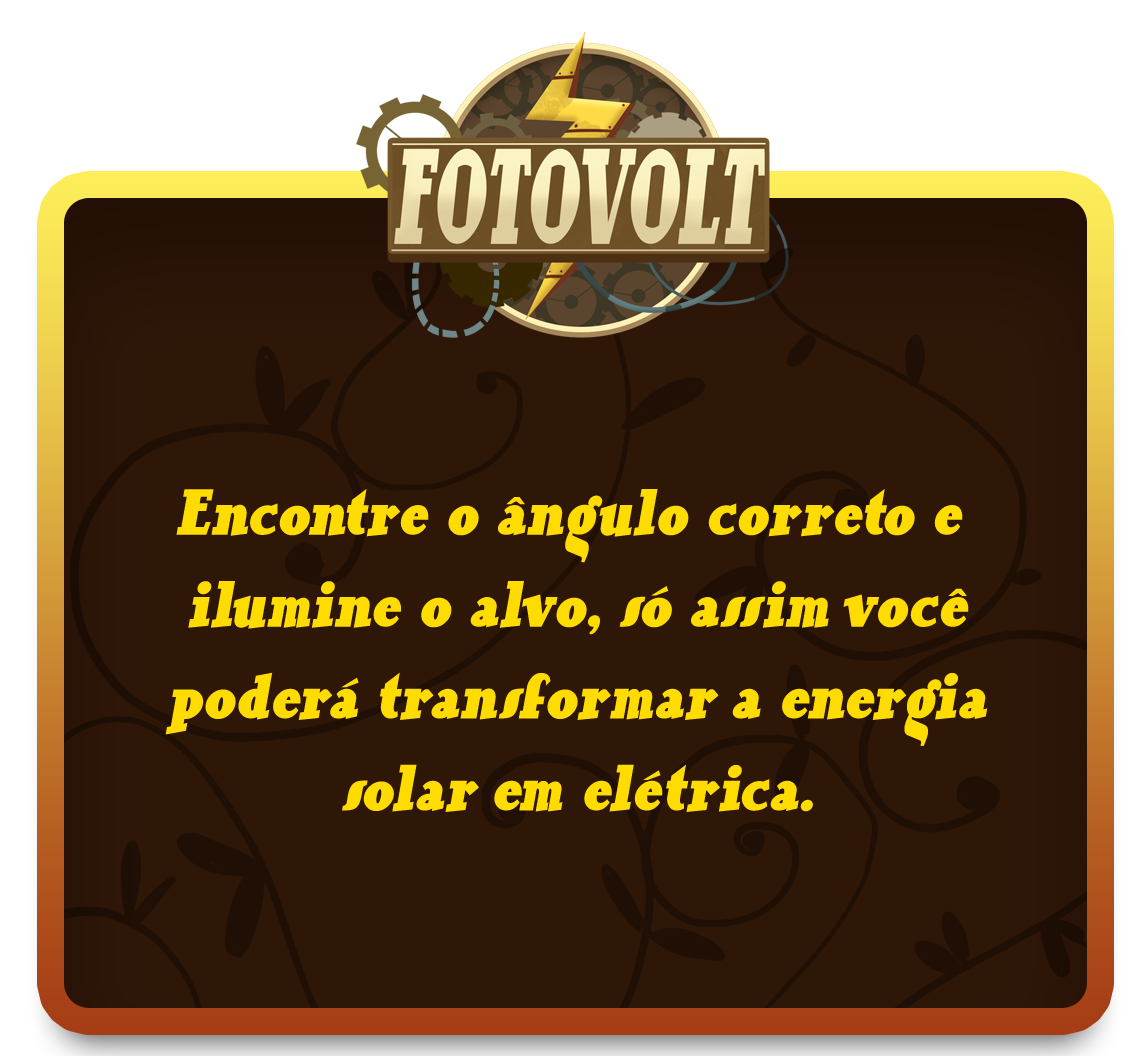 FOTOVOLT
Encontre o ângulo correto e
ilumine o alvo, só assim você
poderá transformar a energia
solar em elétrica.